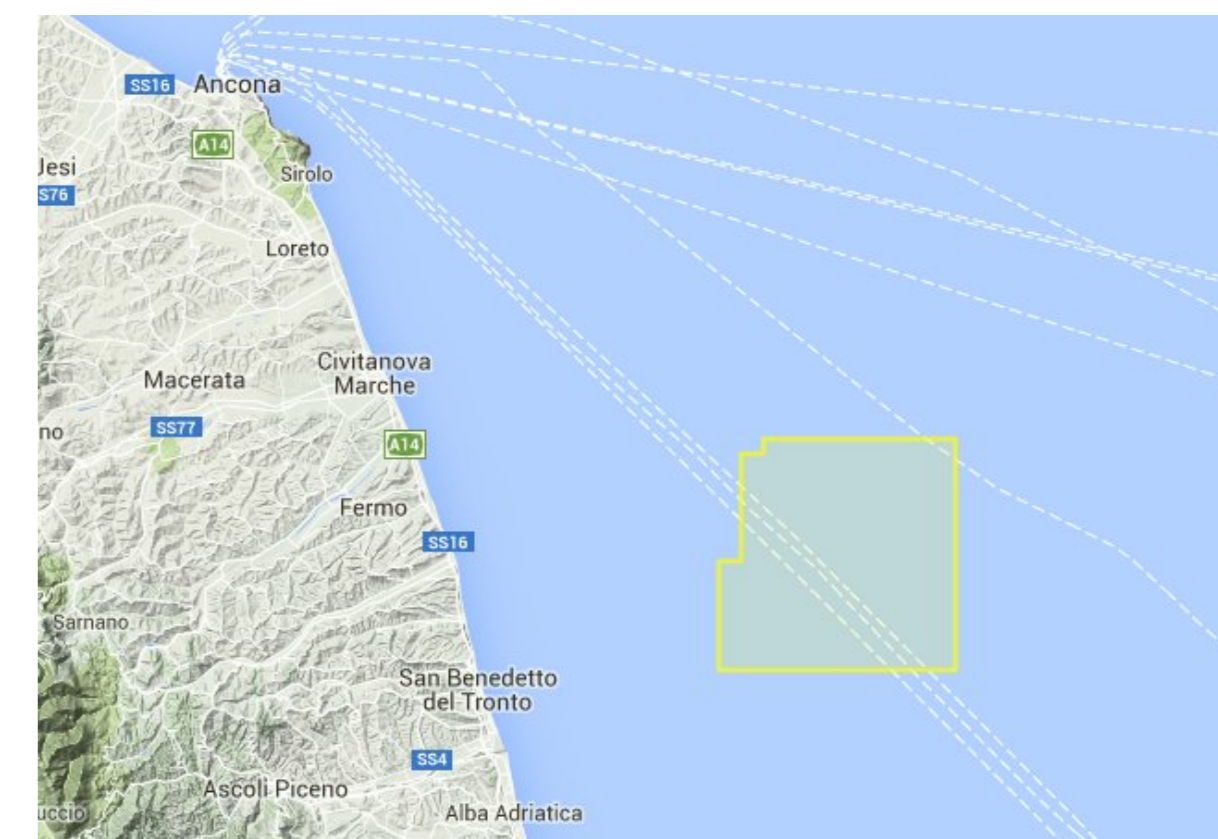 SS16
Ancona
A14
Jesi
S76
Sirolo
Loreto
Civitanova
Marche
Macerata
no
SS77
A14
Fermo
SS16
Sarnano
San Benedetto
del Tronto
SS4
Ascoli Piceno
uccio
Alba Adriatica